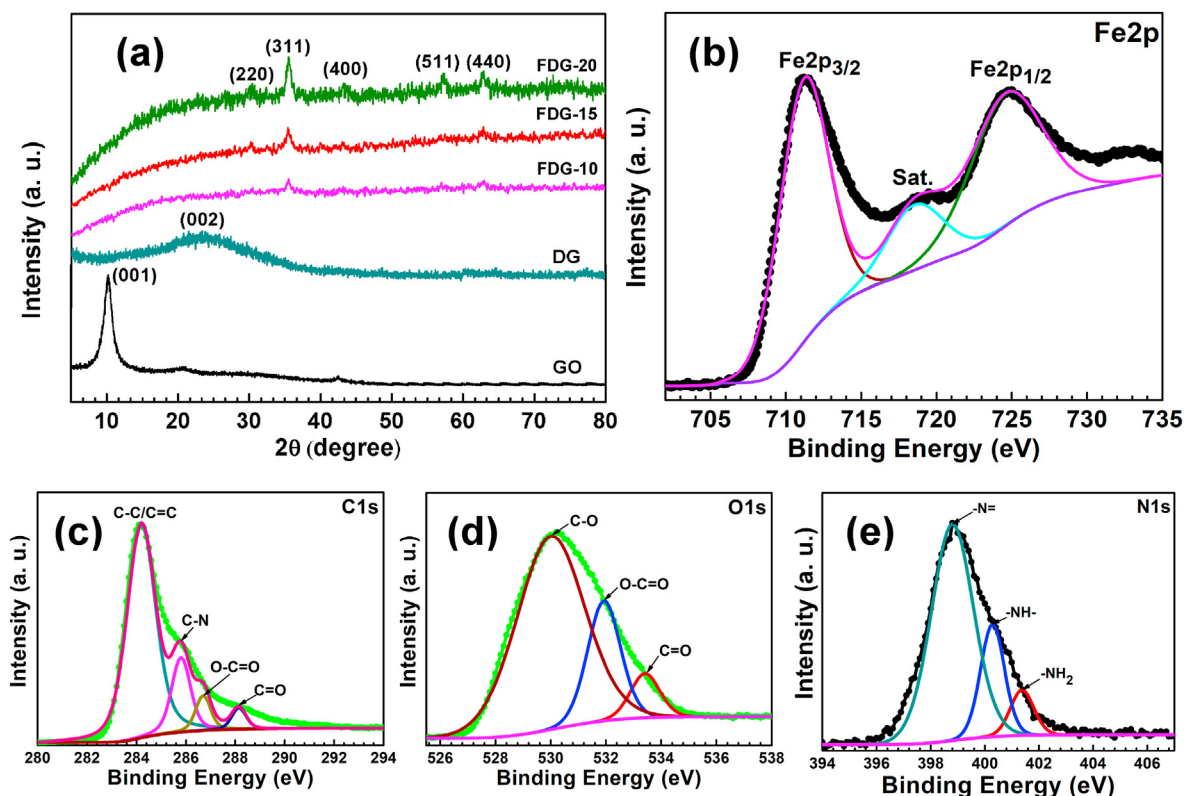 (a)
(311)
(220)
(400)
(511)
(440)
FDG-20
FDG-15
FDG-10
(002)
DG
(001)
GO
Intensity (a. u.)
10 20 30 40 50 60 70 80
2θ (degree)
(b)
Fe2p
Fe2p3/2
Fe2p1/2
Sat.
Intensity (a. u.)
705 710 715 720 725 730 735
Binding Energy (eV)
(c)
C1s
C-C/C=C
C-N
O-C=O
C=O
Intensity (a. u.)
280 282 284 286 288 290 292 294
Binding Energy (eV)
(d)
O1s
C-O
O-C=O
C=O
Intensity (a. u.)
526 528 530 532 534 536 538
Binding Energy (eV)
(e)
N1s
-N=
-NH-
-NH2
Intensity (a. u.)
394 396 398 400 402 404 406
Binding Energy (eV)